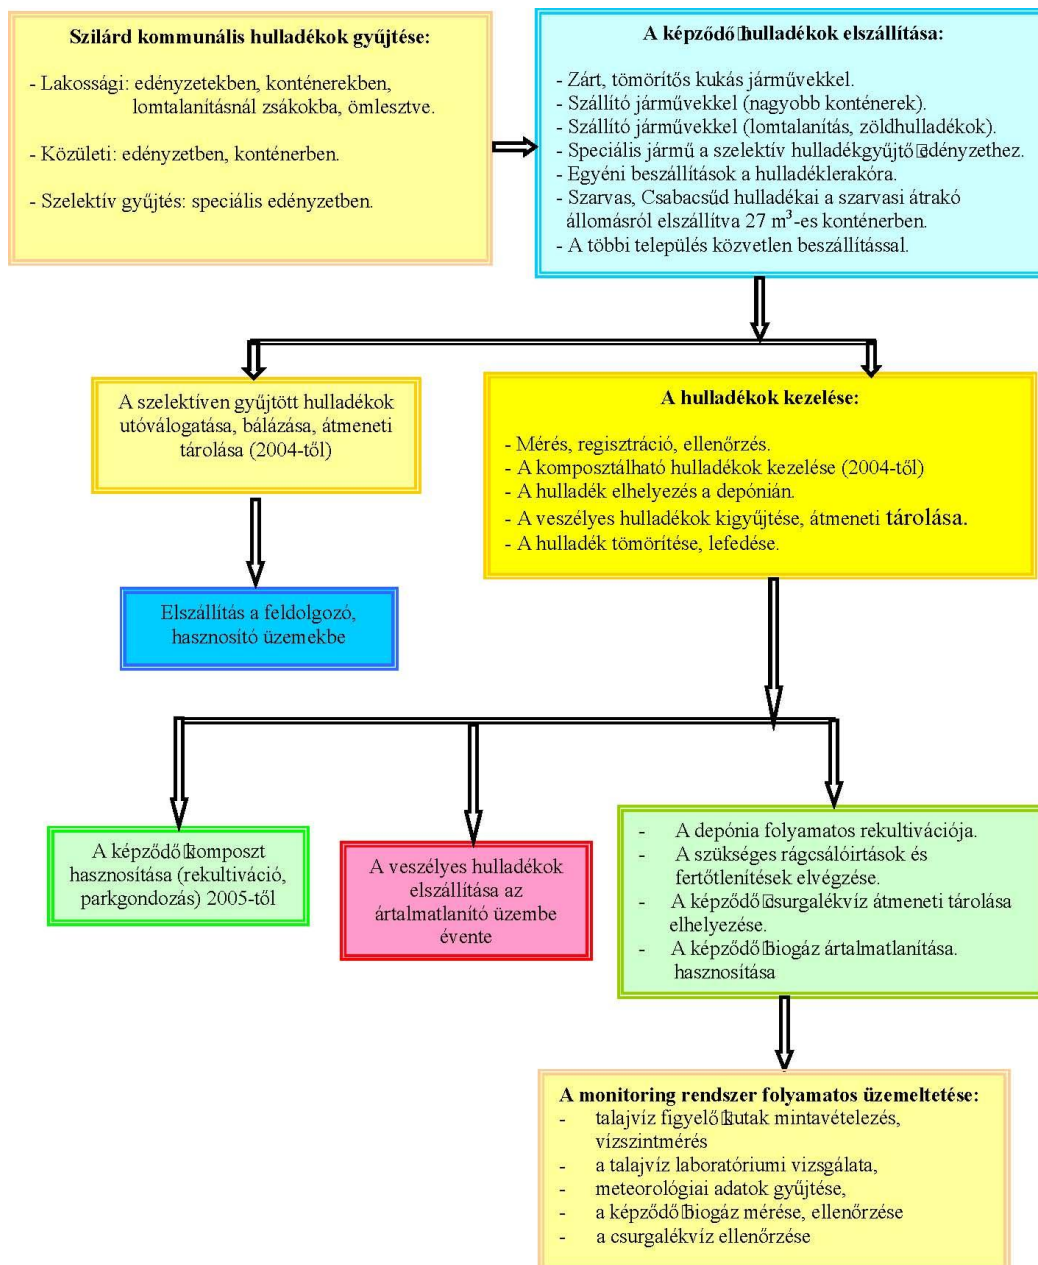 Szilárd kommunális hulladékok gyűjtése:
- Lakossági: edényzetekben, konténerekben,
lomtalanításnál zsákokba, ömlesztve.
- Közületi: edényzetben, konténerben.
- Szelektív gyűjtés: speciális edényzetben.
A képződő hulladékok elszállítása:
- Zárt, tömörítős kukás járművekkel.
- Szállító járművekkel (nagyobb konténerek).
- Szállító járművekkel (lomtalanítás, zöldhulladékok).
- Speciális jármű a szelektív hulladékgyűjtő edényzethez.
- Egyéni beszállítások a hulladéklerakóra.
- Szarvas, Csabacsűd hulladékai a szarvasi átrakó
állomásról elszállítva 27 m³-es konténerben.
- A többi település közvetlen beszállítással.
A szelektíven gyűjtött hulladékok
utóválogatása, bálázása, átmeneti
tárolása (2004-től)
A hulladékok kezelése:
- Mérés, regisztráció, ellenőrzés.
- A komposztálható hulladékok kezelése (2004-től)
- A hulladék elhelyezés a depónián.
- A veszélyes hulladékok kigyűjtése, átmeneti tárolása.
- A hulladék tömörítése, lefedése.
Elszállítás a feldolgozó,
hasznosító üzemekbe
A képződő komposzt
hasznosítása (rekultiváció,
parkgondozás) 2005-től
A veszélyes hulladékok
elszállítása az
ártalmatlanító üzembe
évente
- A depónia folyamatos rekultivációja.
- A szükséges rágcsálóirtások és
fertőtlenítések elvégzése.
- A képződő csurgalékvíz átmeneti tárolása
elhelyezése.
- A képződő biogáz ártalmatlanítása.
hasznosítása
A monitoring rendszer folyamatos üzemeltetése:
- talajvíz figyelő kutak mintavételezés,
vízszintmérés
- a talajvíz laboratóriumi vizsgálata,
- meteorológiai adatok gyűjtése,
- a képződő biogáz mérése, ellenőrzése
- a csurgalékvíz ellenőrzése